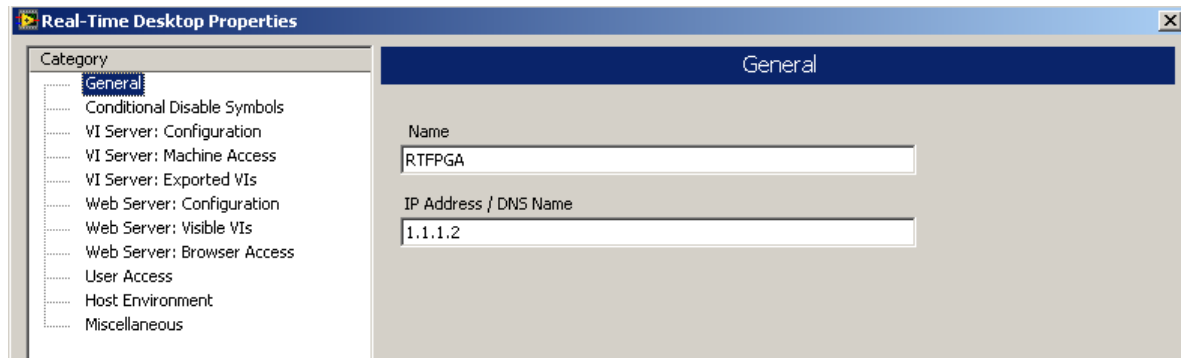 Real-Time Desktop Properties
Category
General
Conditional Disable Symbols
VI Server: Configuration
VI Server: Machine Access
VI Server: Exported VIs
Web Server: Configuration
Web Server: Visible VIs
Web Server: Browser Access
User Access
Host Environment
Miscellaneous
General
Name
RTFPGA
IP Address / DNS Name
1.1.1.2